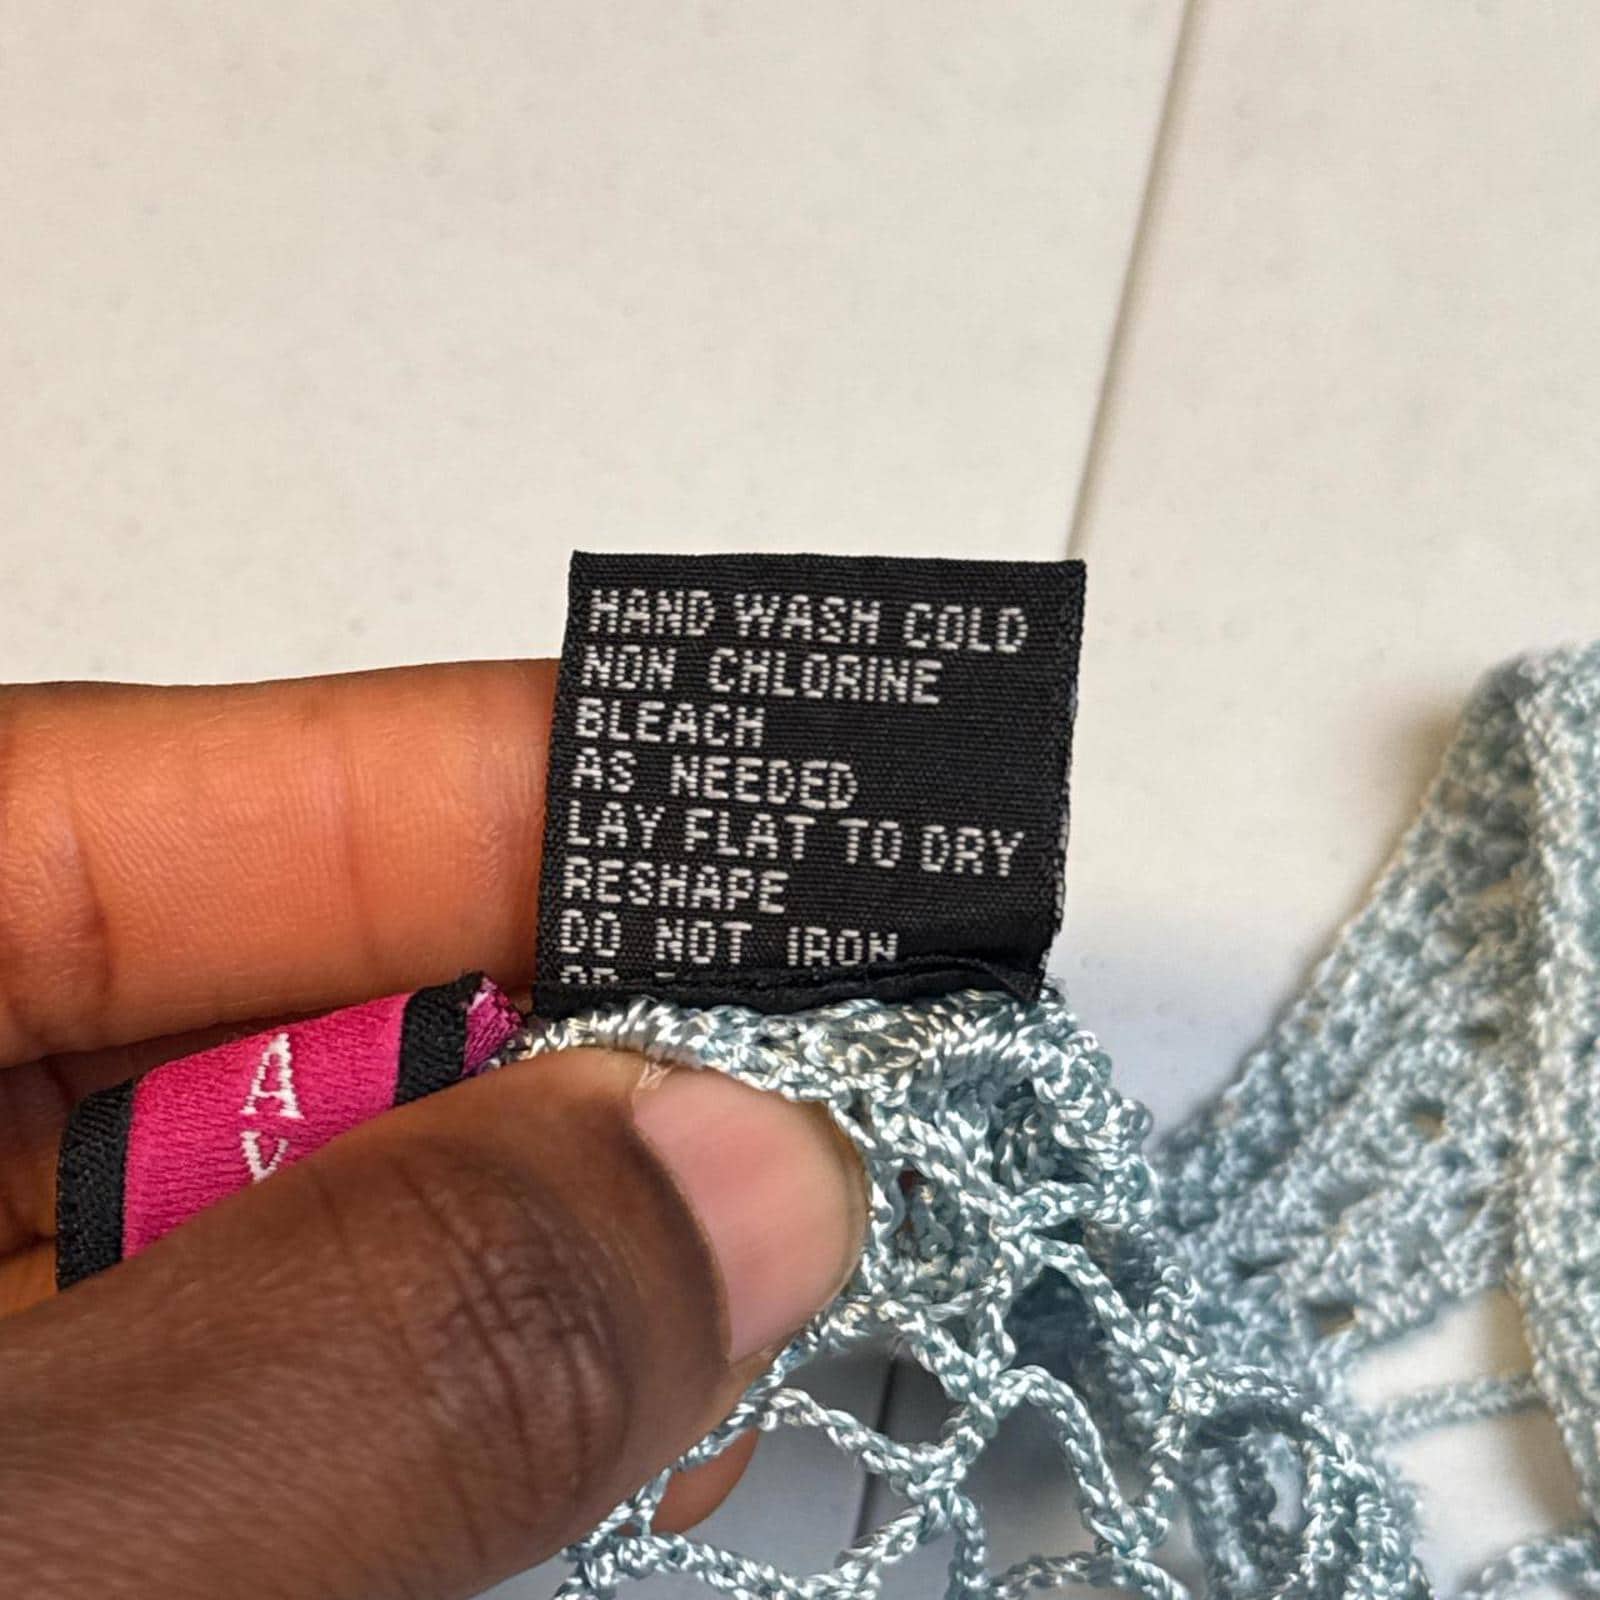 HAND WASH COLD
NON CHLORINE
BLEACH
AS NEEDED
LAY FLAT TO DRY
RESHAPE
DO NOT IRON